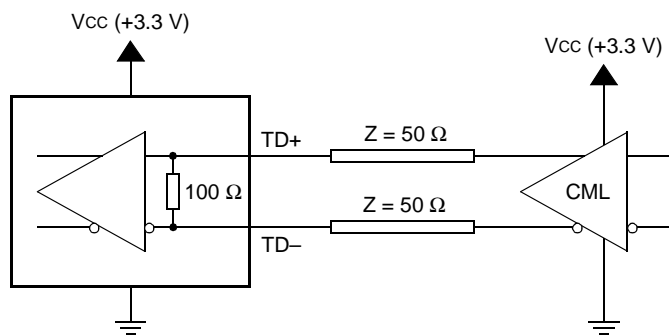 VCC (+3.3 V)
VCC (+3.3 V)
TD+
Z = 50 Ω
100 Ω
CML
Z = 50 Ω
TD–